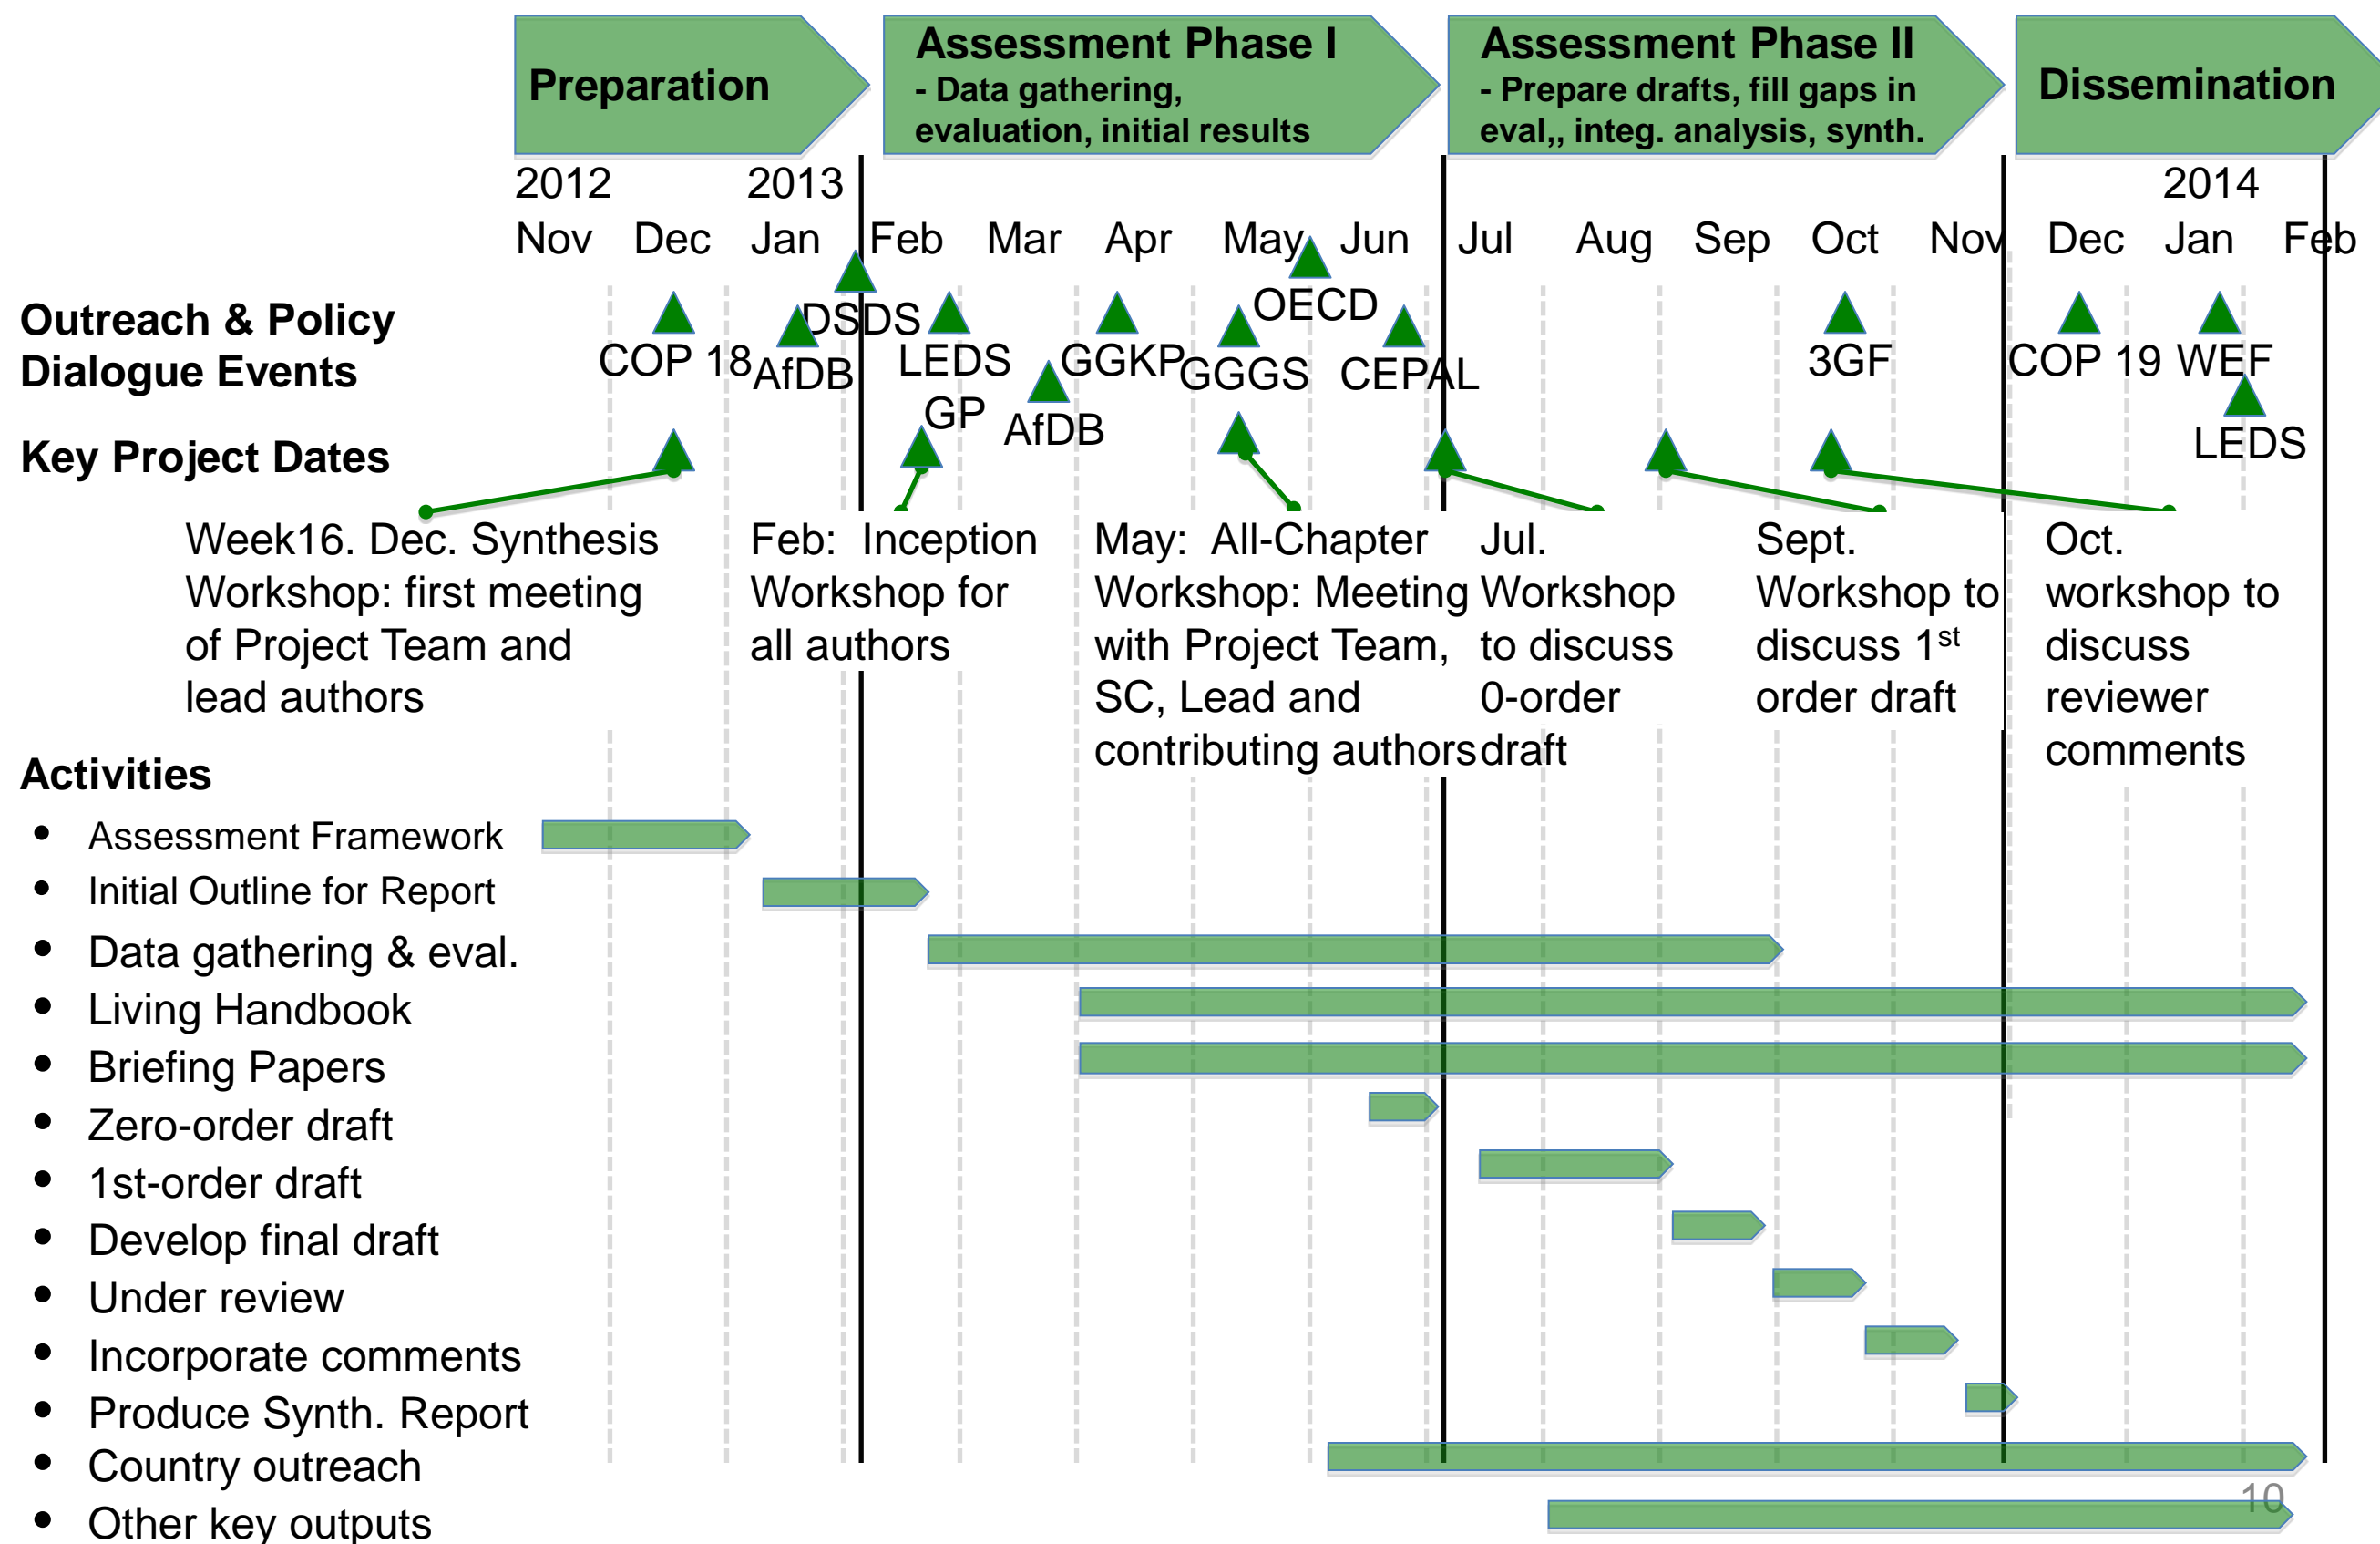 Preparation
Assessment Phase I
- Data gathering,
evaluation, initial results
Assessment Phase II
- Prepare drafts, fill gaps in
eval,, integ. analysis, synth.
Dissemination
2012 2013 2014
Nov Dec Jan Feb Mar Apr May Jun Jul Aug Sep Oct Nov Dec Jan Feb
Outreach & Policy
Dialogue Events
COP 18
AfDB
DSDS
LEDS
GP
AfDB
GGKP
GGGS
OECD
CEPAL
3GF
COP 19
WEF
LEDS
Key Project Dates
Week16. Dec. Synthesis
Workshop: first meeting
of Project Team and
lead authors
Feb: Inception
Workshop for
all authors
May: All-Chapter
Workshop: Meeting
with Project Team,
SC, Lead and
contributing authors
Jul.
Workshop
to discuss
0-order
draft
Sept.
Workshop to
discuss 1st
order draft
Oct.
workshop to
discuss
reviewer
comments
Activities
• Assessment Framework
• Initial Outline for Report
• Data gathering & eval.
• Living Handbook
• Briefing Papers
• Zero-order draft
• 1st-order draft
• Develop final draft
• Under review
• Incorporate comments
• Produce Synth. Report
• Country outreach
• Other key outputs
10